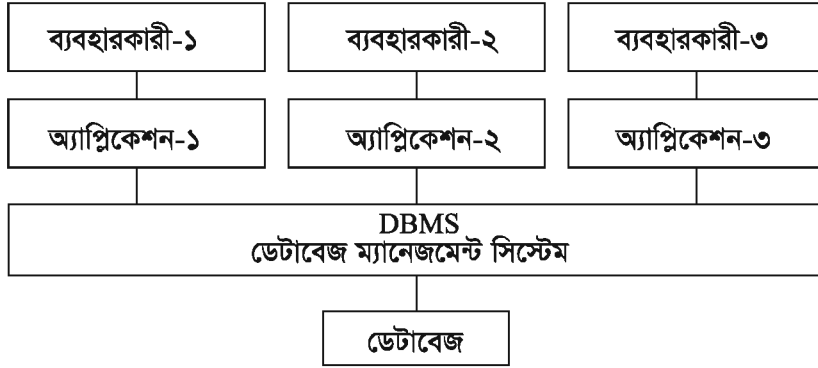 ব্যবহারকারী-১
ব্যবহারকারী-২
ব্যবহারকারী-৩
অ্যাপ্লিকেশন-১
অ্যাপ্লিকেশন-২
অ্যাপ্লিকেশন-৩
DBMS
ডেটাবেজ ম্যানেজমেন্ট সিস্টেম
ডেটাবেজ